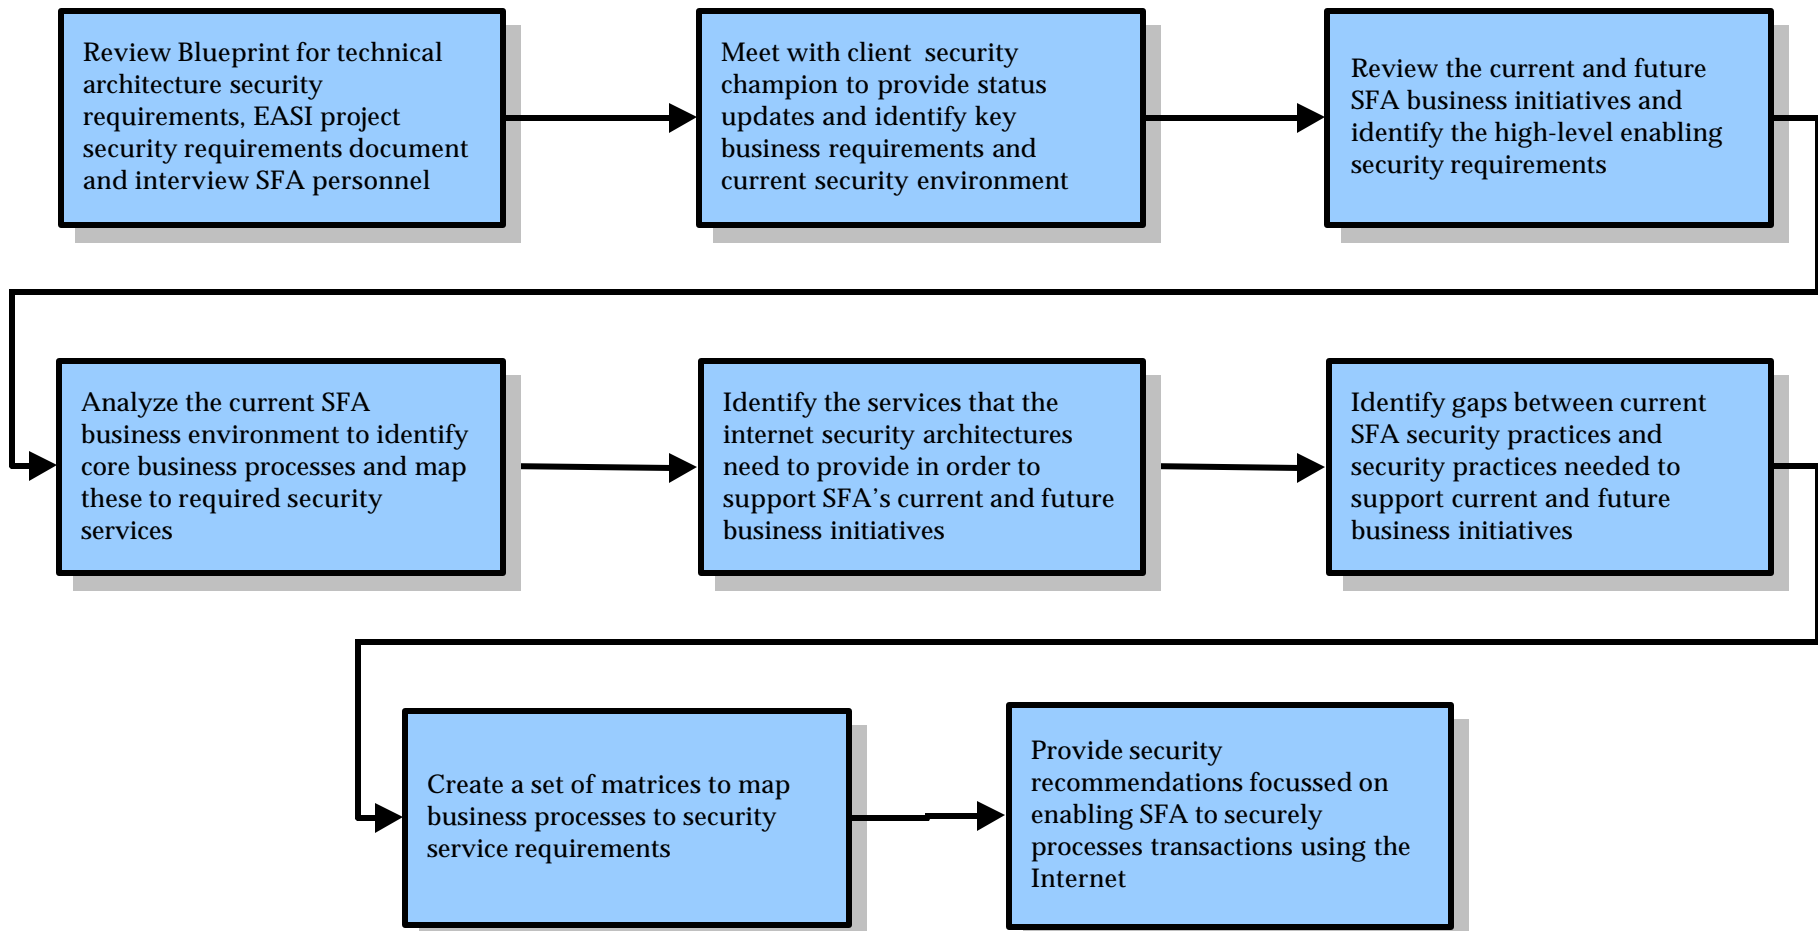 Review Blueprint for technical
architecture security
requirements, EASI project
security requirements document
and interview SFA personnel
Meet with client  security
champion to provide status
updates and identify key
business requirements and
current security environment
Review the current and future
SFA business initiatives and
identify the high-level enabling
security requirements
Analyze the current SFA
business environment to identify
core business processes and map
these to required security
services
Identify the services that the
internet security architectures
need to provide in order to
support SFA’s current and future
business initiatives
Identify gaps between current
SFA security practices and
security practices needed to
support current and future
business initiatives
Create a set of matrices to map
business processes to security
service requirements
Provide security
recommendations focussed on
enabling SFA to securely
processes transactions using the
Internet